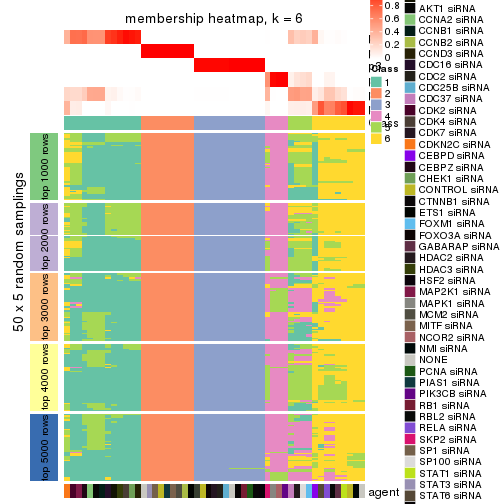 membership heatmap, k = 6
50 x 5 random samplings
top 1000 rows
top 2000 rows
top 3000 rows
top 4000 rows
top 5000 rows
0.8
0.6
0.4
0.2
0
Class
1
2
3
4
5
6
agent
AKT1 siRNA
CCNA2 siRNA
CCNB1 siRNA
CCNB2 siRNA
CCND3 siRNA
CDC16 siRNA
CDC2 siRNA
CDC25B siRNA
CDC37 siRNA
CDK2 siRNA
CDK4 siRNA
CDK7 siRNA
CDKN2C siRNA
CEBPD siRNA
CEBPZ siRNA
CHEK1 siRNA
CONTROL siRNA
CTNNB1 siRNA
ETS1 siRNA
FOXM1 siRNA
FOXO3A siRNA
GABARAP siRNA
HDAC2 siRNA
HDAC3 siRNA
HSF2 siRNA
MAP2K1 siRNA
MAPK1 siRNA
MCM2 siRNA
MITF siRNA
NCOR2 siRNA
NMI siRNA
NONE
PCNA siRNA
PIAS1 siRNA
PIK3CB siRNA
RB1 siRNA
RBL2 siRNA
RELA siRNA
SKP2 siRNA
SP1 siRNA
SP100 siRNA
STAT1 siRNA
STAT3 siRNA
STAT6 siRNA